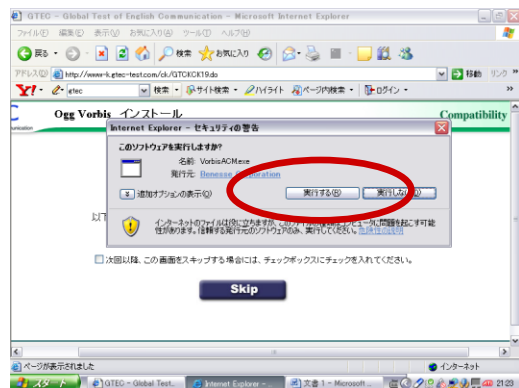 GTEC - Global Test of English Communication - Microsoft Internet Explorer
ファイル(F) 編集(E) 表示(V) お気に入り(A) ツール(T) ヘルプ(H)
戻る 検索 お気に入り
アドレス(D) http://www-k.gtec-test.com/ck/GTCKCK19.do 移動 リンク »
Y! gtec 検索 サイト検索 ハイライト ページ内検索 ログイン »
Ogg Vorbis インストール Compatibility
Internet Explorer - セキュリティの警告
このソフトウェアを実行しますか?
名前: VorbisACM.exe
発行元: Benesse Corporation
追加オプションの表示(O) 実行する(R) 実行しない(D)
インターネットのファイルは役に立ちますが、このファイルの種類はコンピュータに問題を起こす可能
性があります。信頼する発行元のソフトウェアのみ、実行してください。危険性の説明
以下
次回以降、この画面をスキップする場合には、チェックボックスにチェックを入れてください。
Skip
ページが表示されました インターネット
スタート GTEC - Global Test... Internet Explorer - ... 文書 1 - Microsoft ... 21:20